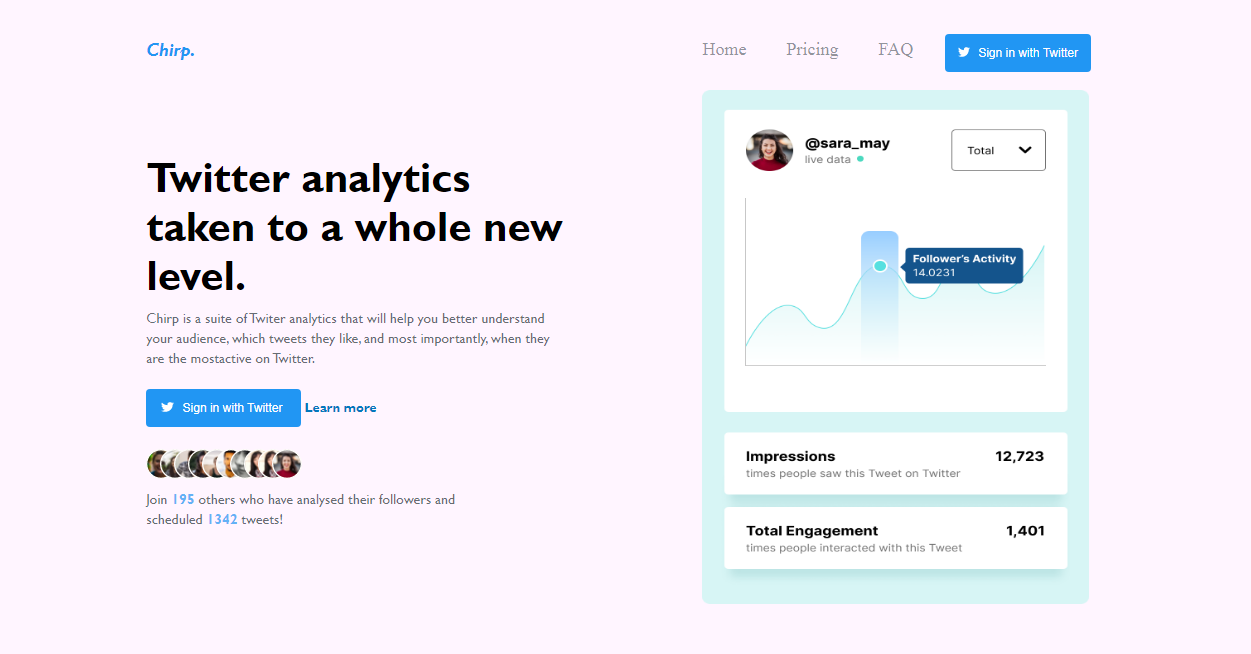 Chirp.
Home Pricing FAQ Sign in with Twitter
Twitter analytics
taken to a whole new
level.
Chirp is a suite of Twiter analytics that will help you better understand
your audience, which tweets they like, and most importantly, when they
are the mostactive on Twitter.
Sign in with Twitter Learn more
Join 195 others who have analysed their followers and
scheduled 1342 tweets!
@sara_may
live data
Total
Follower's Activity
14.0231
Impressions 12,723
times people saw this Tweet on Twitter
Total Engagement 1,401
times people interacted with this Tweet